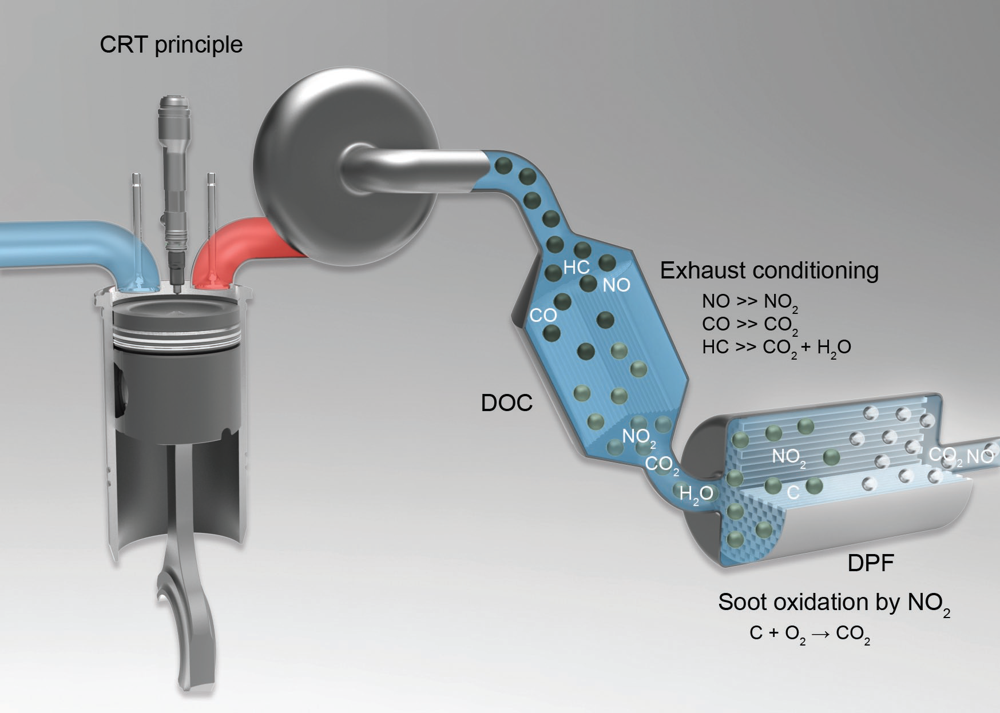 CRT principle
HC
NO
CO
Exhaust conditioning
NO >> NO₂
CO >> CO₂
HC >> CO₂ + H₂O
DOC
NO₂
CO₂
H₂O
NO₂
C
CO₂ NO
DPF
Soot oxidation by NO₂
C + O₂ → CO₂